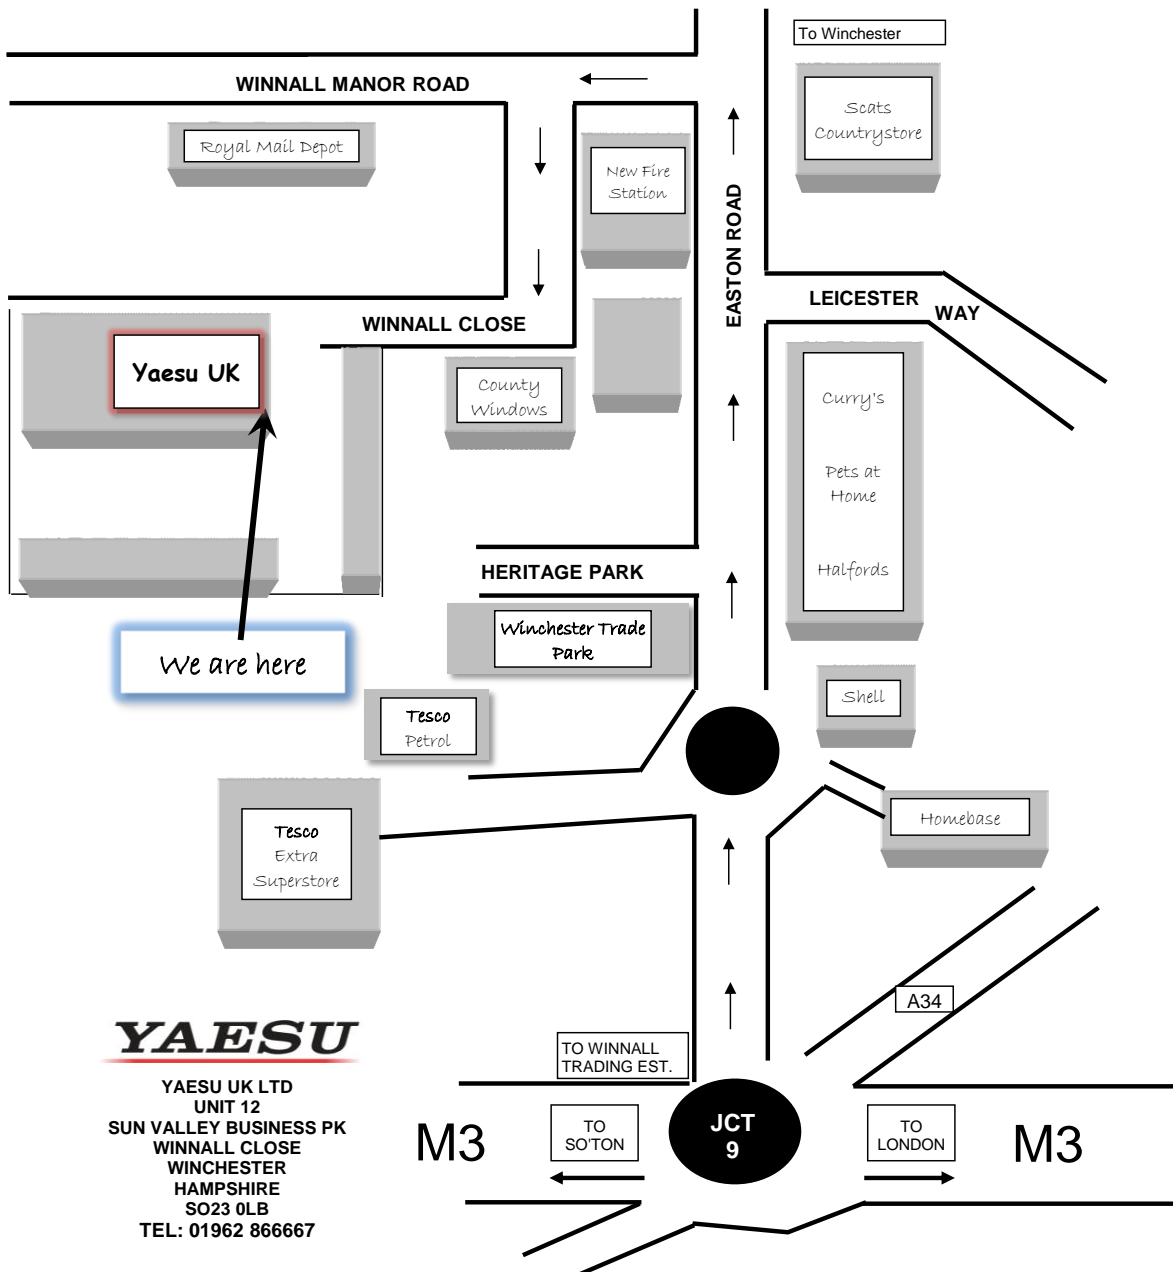 To Winchester
WINNALL MANOR ROAD
Scats
Countrystore
Royal Mail Depot
New Fire
Station
EASTON ROAD
LEICESTER
WAY
WINNALL CLOSE
Yaesu UK
County
Windows
Curry's
Pets at
Home
Halfords
HERITAGE PARK
Winchester Trade
Park
We are here
Shell
Tesco
Petrol
Homebase
Tesco
Extra
Superstore
A34
YAESU
TO WINNALL
TRADING EST.
YAESU UK LTD
UNIT 12
SUN VALLEY BUSINESS PK
WINNALL CLOSE
WINCHESTER
HAMPSHIRE
SO23 0LB
TEL: 01962 866667
M3
TO
SO'TON
JCT
9
TO
LONDON
M3